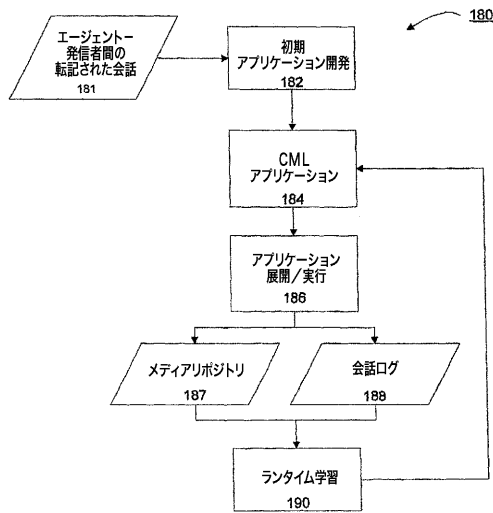 180
エージェントー
発信者間の
転記された会話
181
初期
アプリケーション開発
182
CML
アプリケーション
184
アプリケーション
展開／実行
186
メディアリポジトリ
187
会話ログ
188
ランタイム学習
190